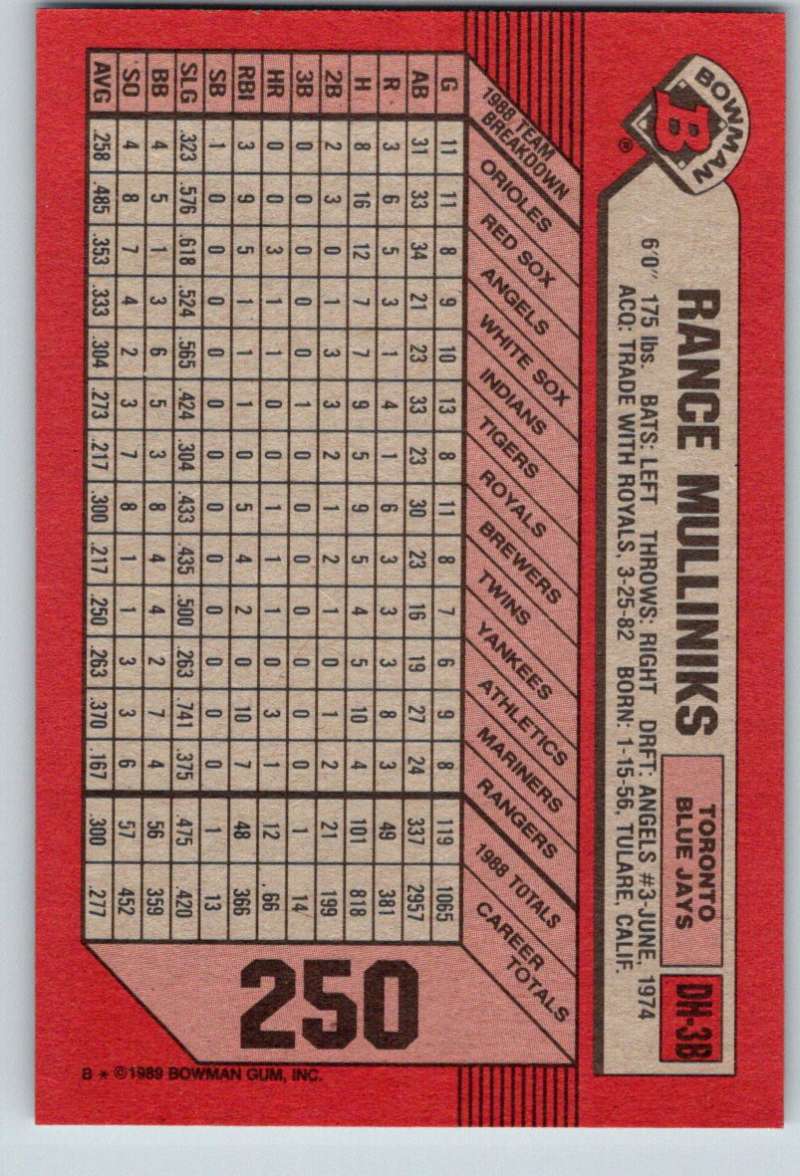 BOWMAN
B
®
RANCE MULLINIKS
TORONTO
BLUE JAYS
DH-3B
6'0" 175 lbs. BATS: LEFT THROWS: RIGHT DRFT: ANGELS #3-JUNE, 1974
ACQ: TRADE WITH ROYALS, 3-25-82 BORN: 1-15-56, TULARE, CALIF.
1988 TEAM BREAKDOWN G AB R H 2B 3B HR RBI SB SLG BB SO AVG
ORIOLES 11 31 3 8 2 0 0 3 1 .323 4 4 .258
RED SOX 11 33 6 16 3 0 0 9 0 .576 5 8 .485
ANGELS 8 34 5 12 0 0 3 5 0 .618 1 7 .353
WHITE SOX 9 21 3 7 1 0 1 1 0 .524 3 4 .333
INDIANS 10 23 1 7 3 0 1 1 0 .565 6 2 .304
TIGERS 13 33 4 9 3 1 0 1 0 .424 5 3 .273
ROYALS 8 23 1 5 2 0 0 0 0 .304 3 7 .217
BREWERS 11 30 6 9 1 0 1 5 0 .433 8 8 .300
TWINS 8 23 3 5 2 0 1 4 0 .435 4 1 .217
YANKEES 7 16 3 4 1 0 1 2 0 .500 4 1 .250
ATHLETICS 6 19 3 5 0 0 0 0 0 .263 2 3 .263
MARINERS 9 27 8 10 1 0 3 10 0 .741 7 3 .370
RANGERS 8 24 3 4 2 0 1 7 0 .375 4 6 .167
1988 TOTALS 119 337 49 101 21 1 12 48 1 .475 56 57 .300
CAREER TOTALS 1065 2957 381 818 199 14 66 366 13 .420 359 452 .277
250
B * ©1989 BOWMAN GUM, INC.